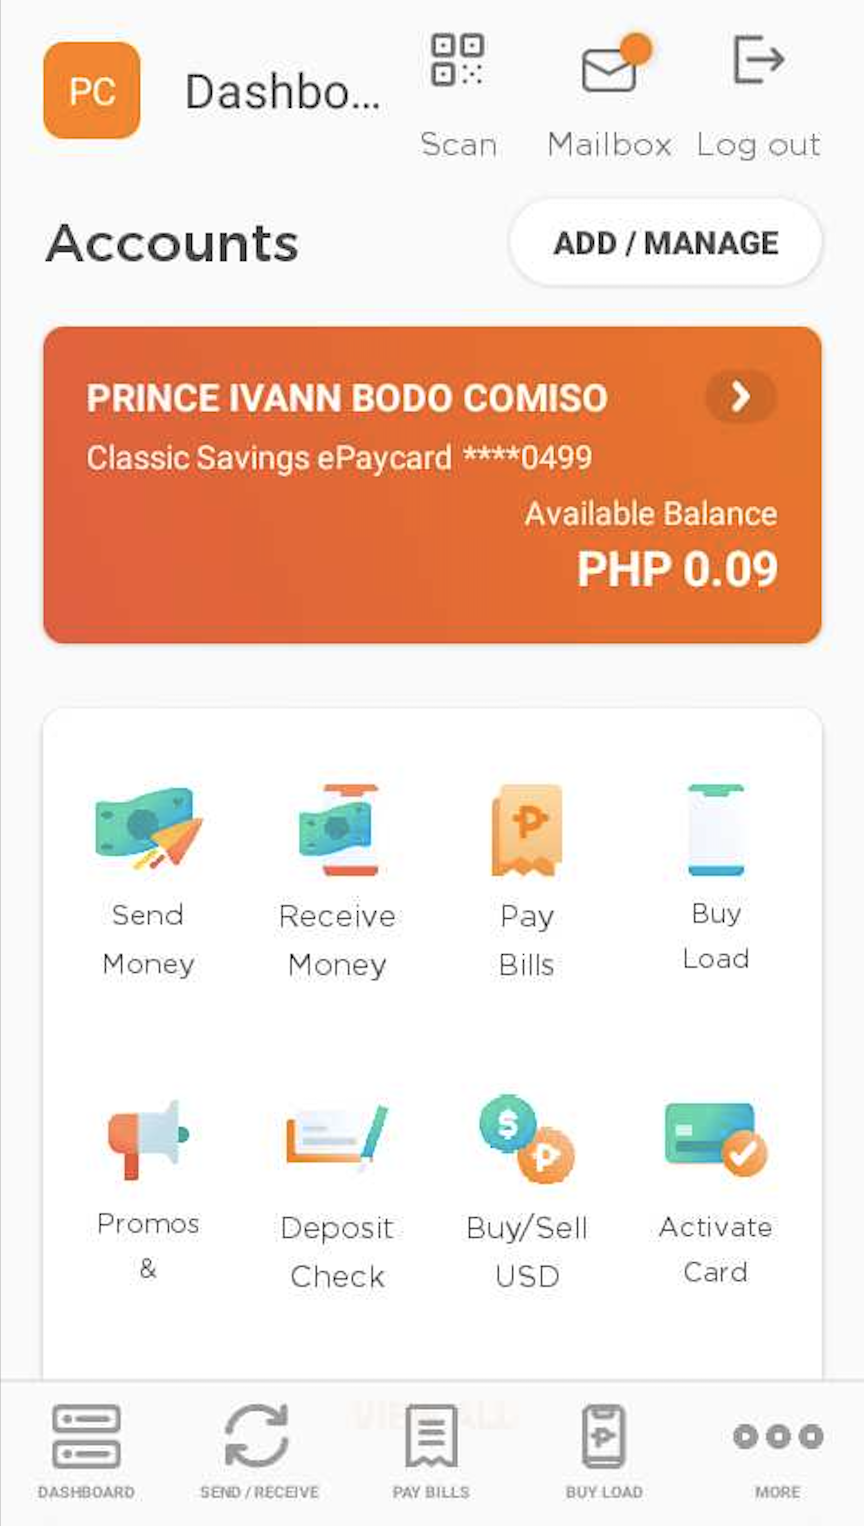 PC
Dashbo...
Scan
Mailbox
Log out
Accounts
ADD / MANAGE
PRINCE IVANN BODO COMISO
Classic Savings ePaycard ****0499
Available Balance
PHP 0.09
Send
Money
Receive
Money
Pay
Bills
Buy
Load
Promos
&
Deposit
Check
Buy/Sell
USD
Activate
Card
VIEW ALL
DASHBOARD
SEND / RECEIVE
PAY BILLS
BUY LOAD
MORE